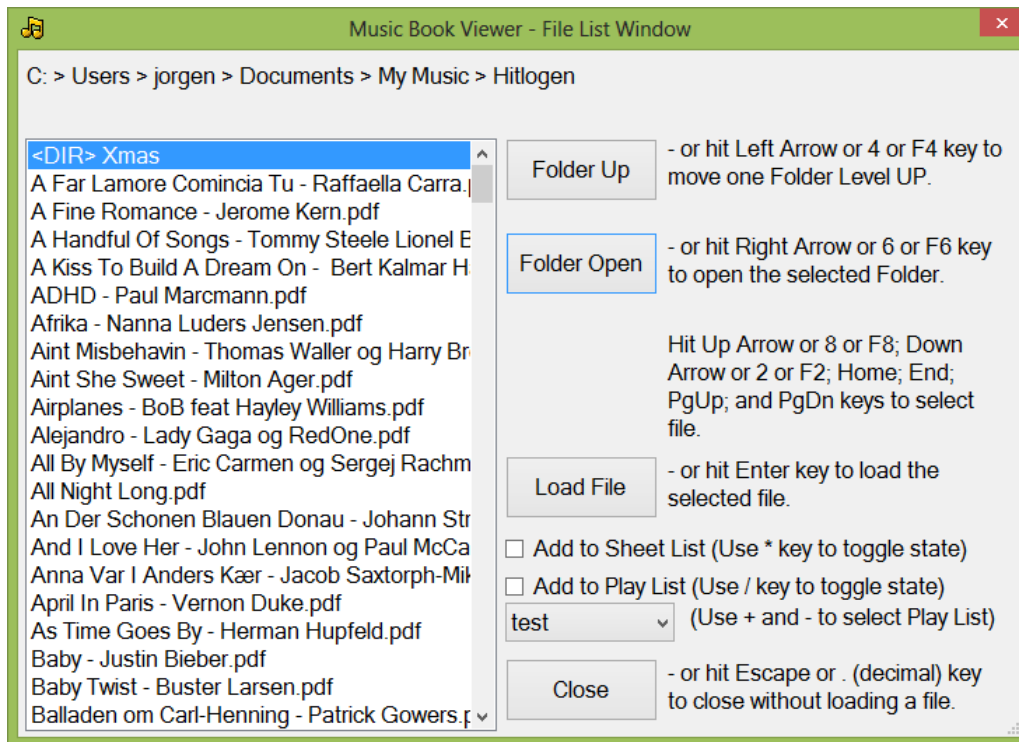 Music Book Viewer - File List Window
C: > Users > jorgen > Documents > My Music > Hitlogen
<DIR> Xmas
A Far Lamore Comincia Tu - Raffaella Carra.
A Fine Romance - Jerome Kern.pdf
A Handful Of Songs - Tommy Steele Lionel B
A Kiss To Build A Dream On -  Bert Kalmar H
ADHD - Paul Marcmann.pdf
Afrika - Nanna Luders Jensen.pdf
Aint Misbehavin - Thomas Waller og Harry Br
Aint She Sweet - Milton Ager.pdf
Airplanes - BoB feat Hayley Williams.pdf
Alejandro - Lady Gaga og RedOne.pdf
All By Myself - Eric Carmen og Sergej Rachm
All Night Long.pdf
An Der Schonen Blauen Donau - Johann Str
And I Love Her - John Lennon og Paul McCa
Anna Var I Anders Kær - Jacob Saxtorph-Mik
April In Paris - Vernon Duke.pdf
As Time Goes By - Herman Hupfeld.pdf
Baby - Justin Bieber.pdf
Baby Twist - Buster Larsen.pdf
Balladen om Carl-Henning - Patrick Gowers.p
Folder Up
- or hit Left Arrow or 4 or F4 key to
move one Folder Level UP.
Folder Open
- or hit Right Arrow or 6 or F6 key
to open the selected Folder.
Hit Up Arrow or 8 or F8; Down
Arrow or 2 or F2; Home; End;
PgUp; and PgDn keys to select
file.
Load File
- or hit Enter key to load the
selected file.
Add to Sheet List (Use * key to toggle state)
Add to Play List (Use / key to toggle state)
test
(Use + and - to select Play List)
Close
- or hit Escape or . (decimal) key
to close without loading a file.